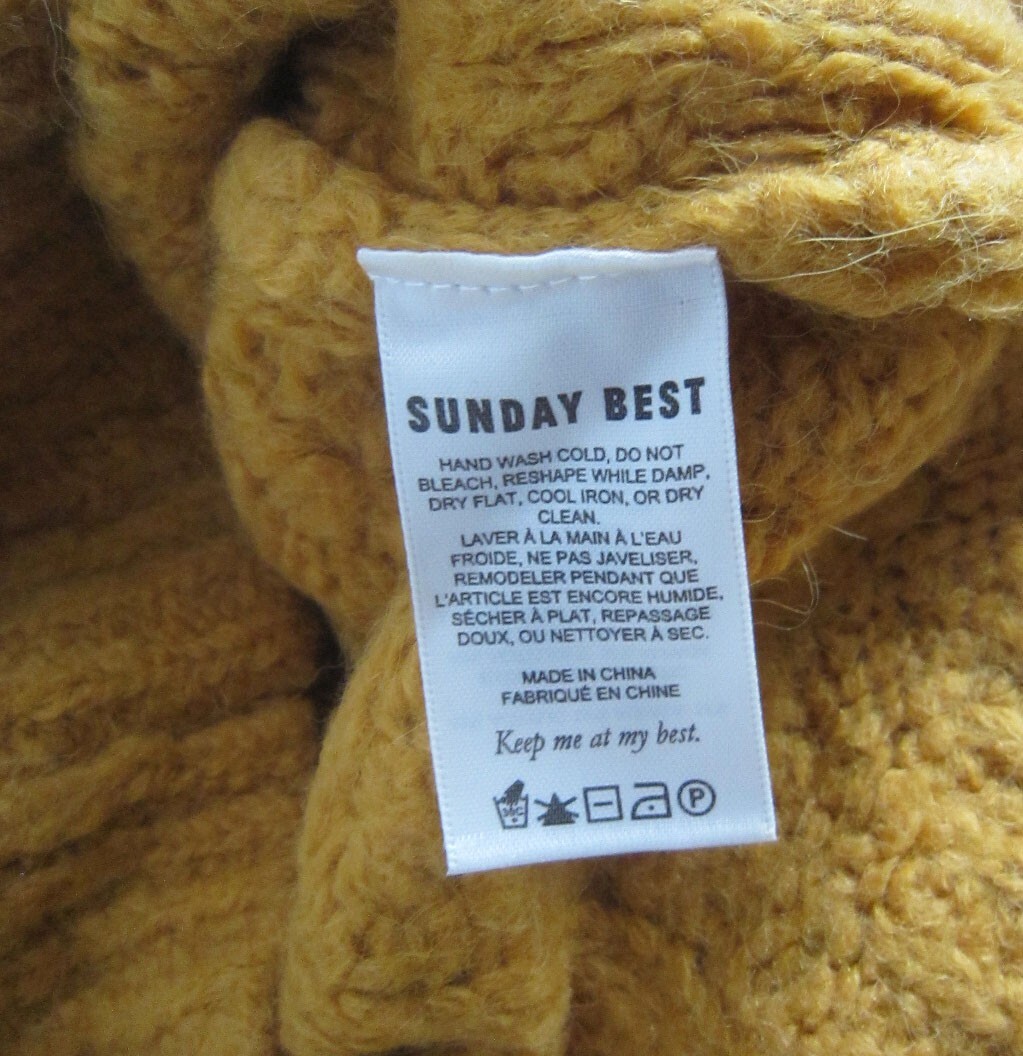 SUNDAY BEST
HAND WASH COLD, DO NOT
BLEACH, RESHAPE WHILE DAMP,
DRY FLAT, COOL IRON, OR DRY
CLEAN.
LAVER À LA MAIN À L'EAU
FROIDE, NE PAS JAVELISER,
REMODELER PENDANT QUE
L'ARTICLE EST ENCORE HUMIDE,
SÉCHER À PLAT, REPASSAGE
DOUX, OU NETTOYER À SEC.
MADE IN CHINA
FABRIQUÉ EN CHINE
Keep me at my best.
P